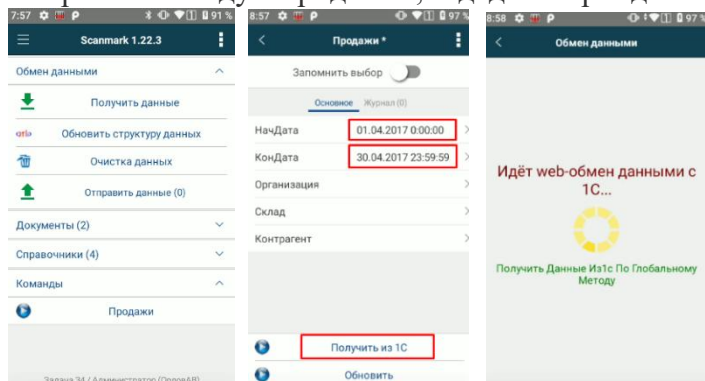 7:57 91 %
Scanmark 1.22.3
Обмен данными
Получить данные
Обновить структуру данных
Очистка данных
Отправить данные (0)
Документы (2)
Справочники (4)
Команды
Продажи
8:57 97 %
Продажи *
Запомнить выбор
Основное Журнал (0)
НачДата 01.04.2017 0:00:00
КонДата 30.04.2017 23:59:59
Организация
Склад
Контрагент
Получить из 1С
Обновить
8:58 97 %
Обмен данными
Идёт web-обмен данными с
1С...
Получить Данные Из1с По Глобальному
Методу